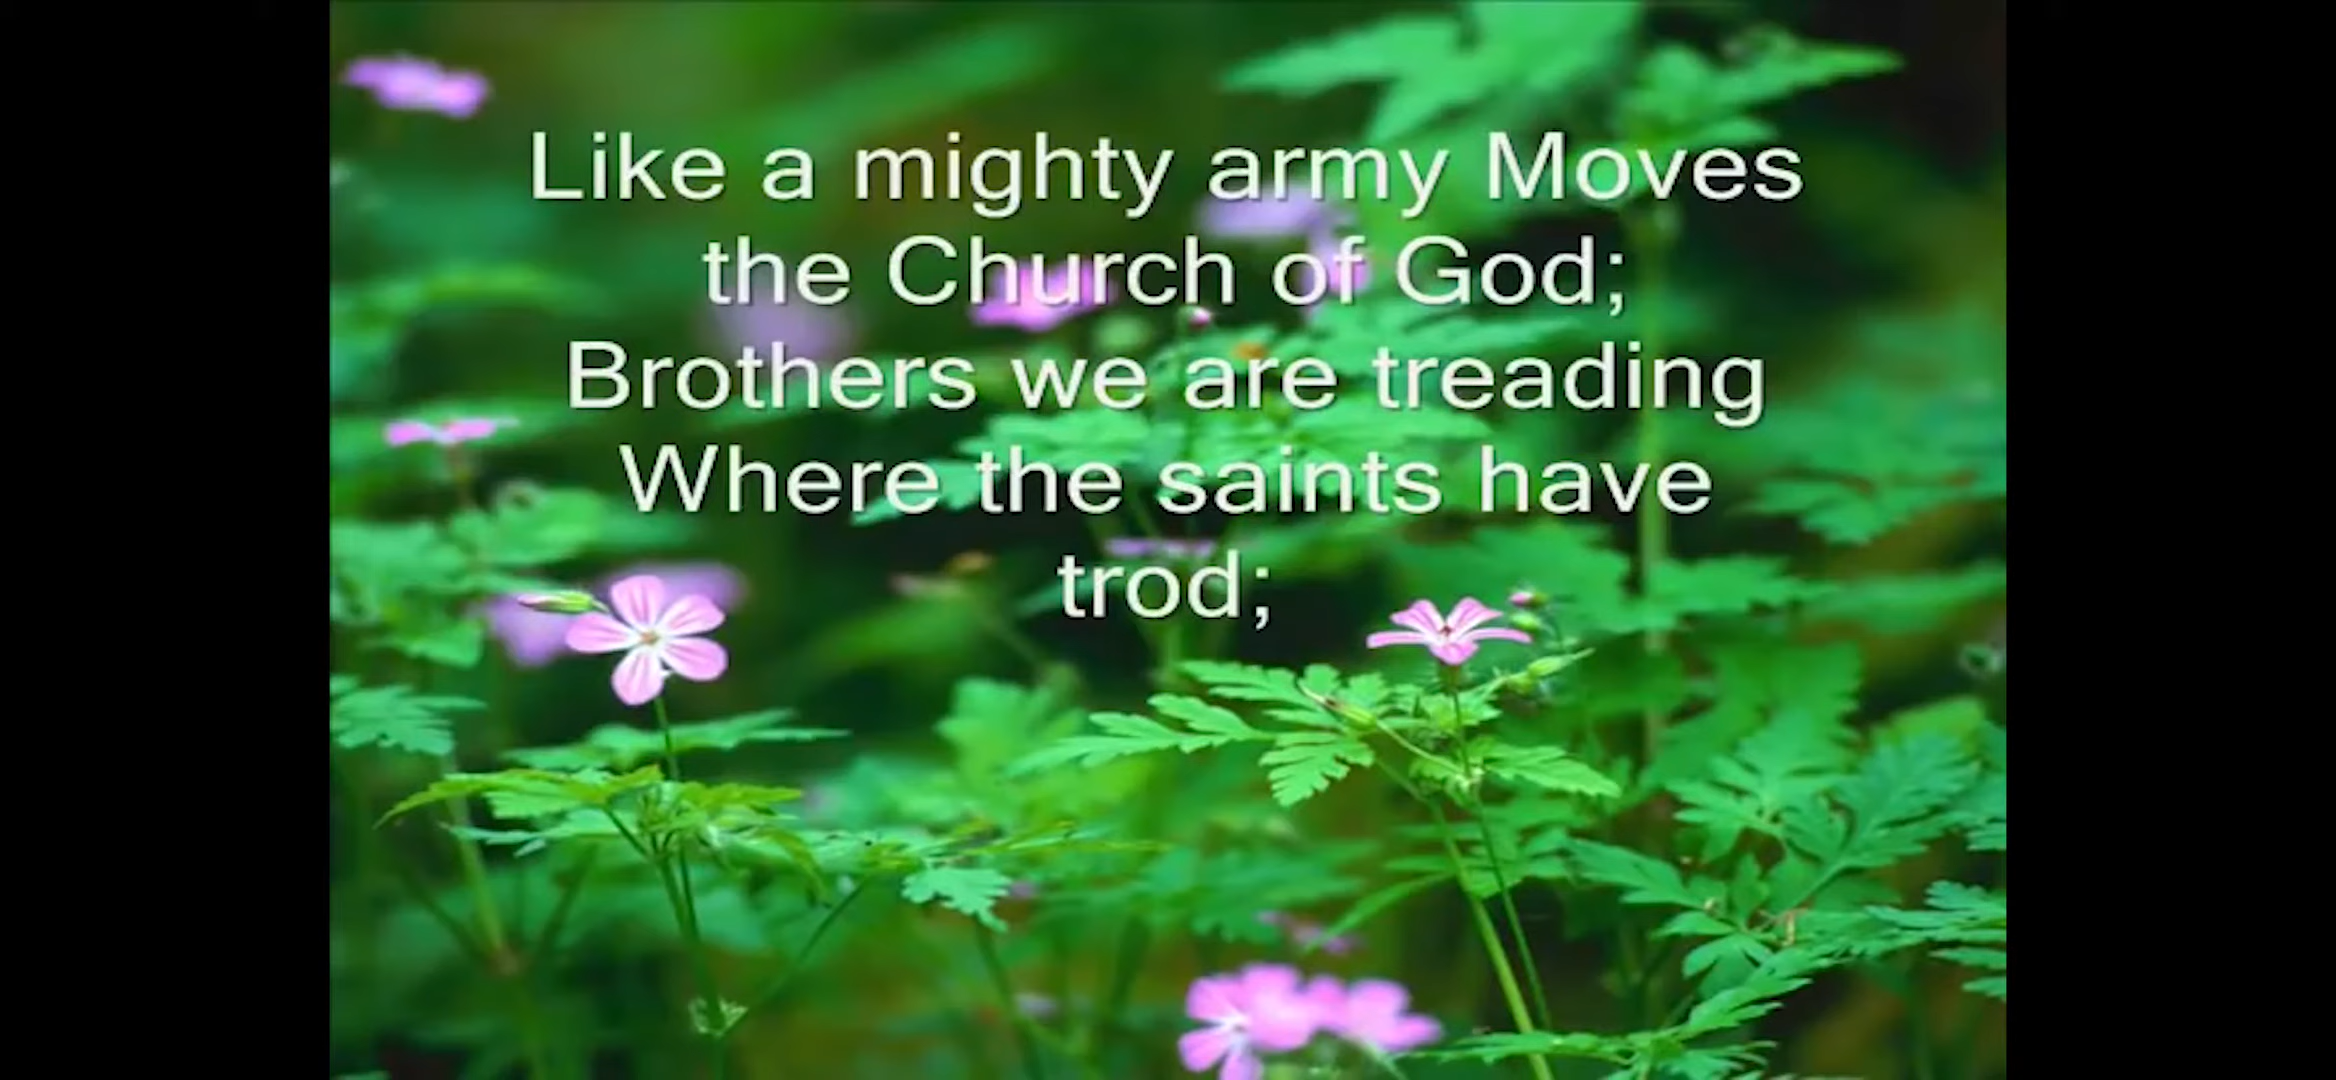 Like a mighty army Moves
the Church of God;
Brothers we are treading
Where the saints have
trod;